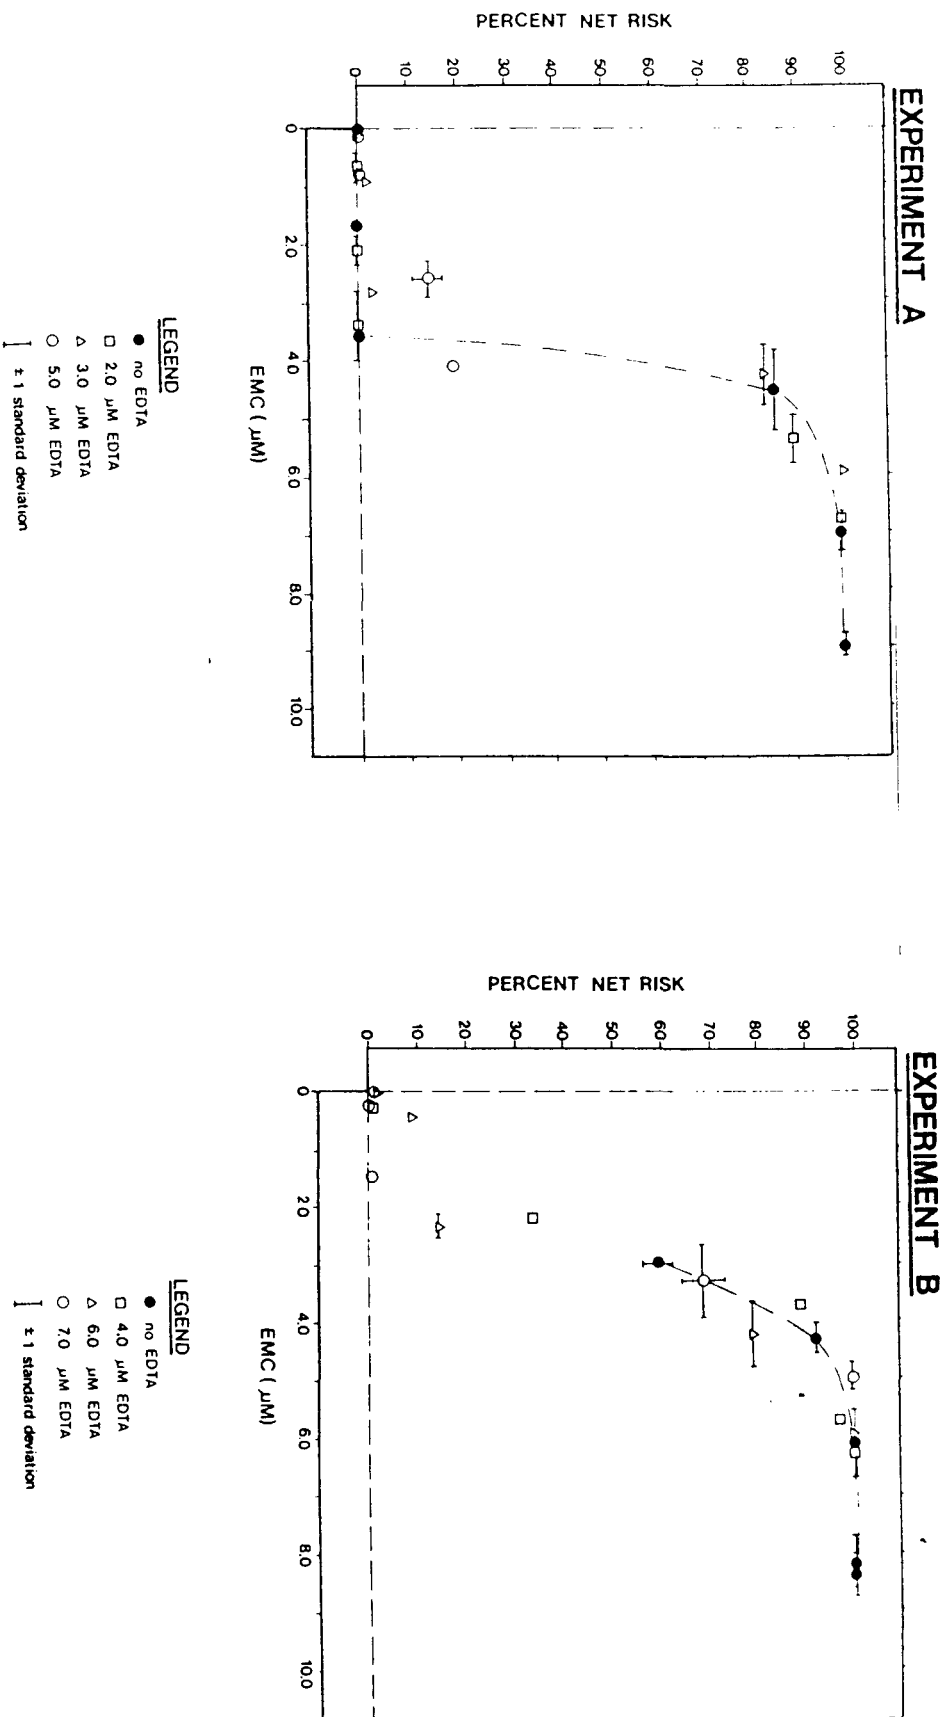 EXPERIMENT A
PERCENT NET RISK
100
90
80
70
60
50
40
30
20
10
0
0
2.0
4.0
6.0
8.0
10.0
EMC ( µM)
LEGEND
● no EDTA
□ 2.0 µM EDTA
△ 3.0 µM EDTA
○ 5.0 µM EDTA
± 1 standard deviation
EXPERIMENT B
PERCENT NET RISK
100
90
80
70
60
50
40
30
20
10
0
0
2.0
4.0
6.0
8.0
10.0
EMC ( µM)
LEGEND
● no EDTA
□ 4.0 µM EDTA
△ 6.0 µM EDTA
○ 7.0 µM EDTA
± 1 standard deviation